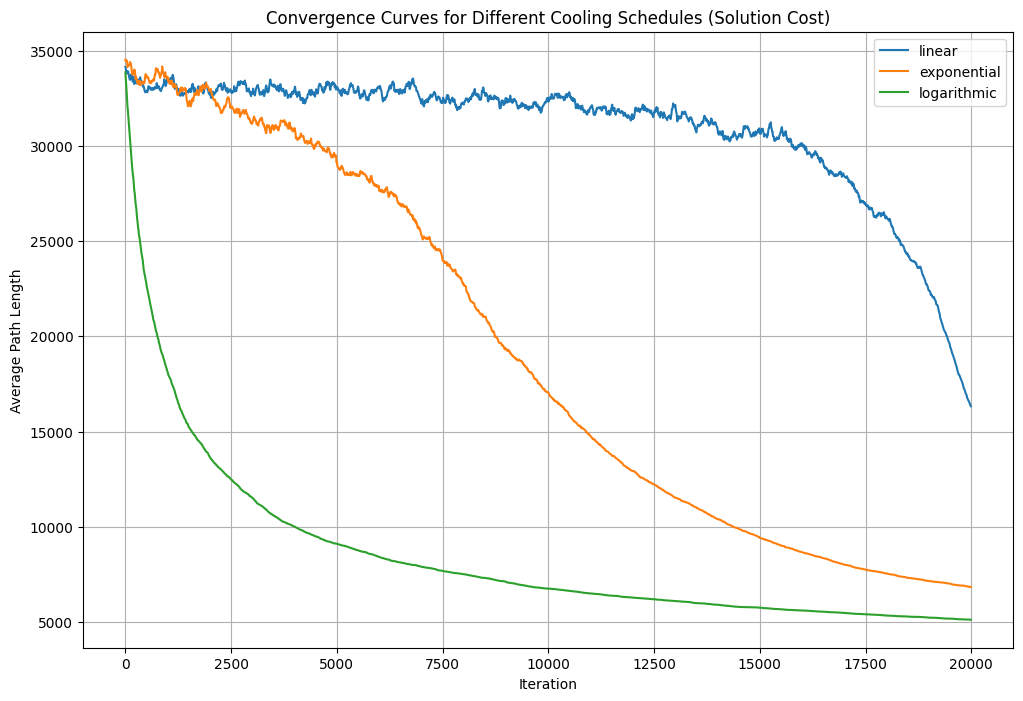 Convergence Curves for Different Cooling Schedules (Solution Cost)
linear
exponential
logarithmic
Average Path Length
35000
30000
25000
20000
15000
10000
5000
0 2500 5000 7500 10000 12500 15000 17500 20000
Iteration